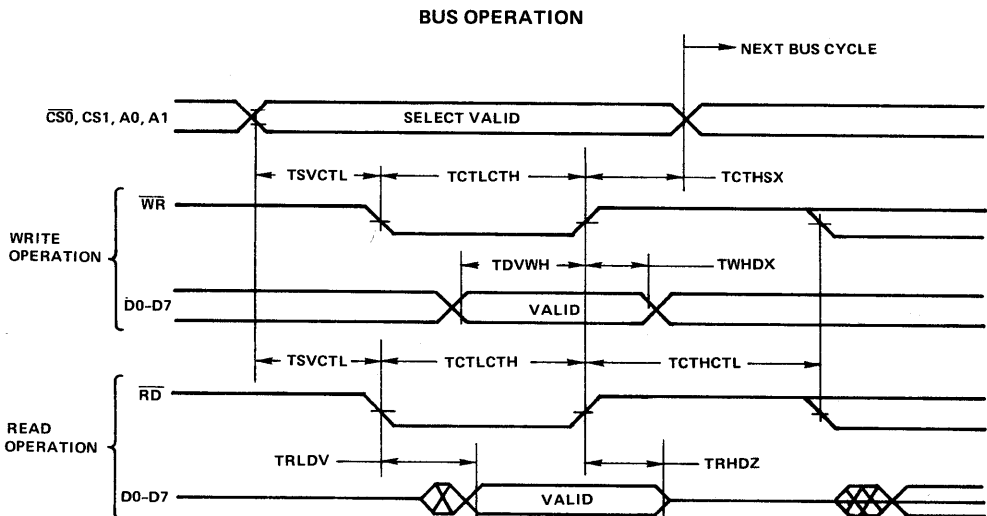 BUS OPERATION
NEXT BUS CYCLE
CS0, CS1, A0, A1
SELECT VALID
TSVCTL
TCTLCTH
TCTHSX
WR
WRITE
OPERATION
TDVWH
TWHDX
D0-D7
VALID
TSVCTL
TCTLCTH
TCTHCTL
RD
READ
OPERATION
TRLDV
TRHDZ
D0-D7
VALID